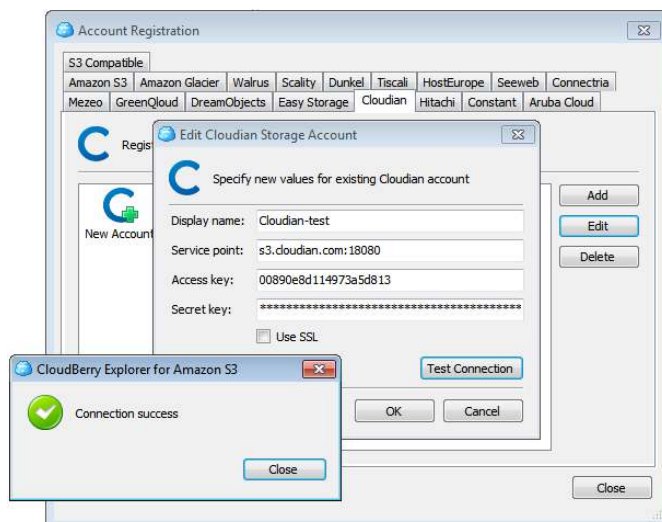 Account Registration
S3 Compatible
Amazon S3 Amazon Glacier Walrus Scality Dunkel Tiscali HostEurope Seeweb Connectria
Mezeo GreenQloud DreamObjects Easy Storage Cloudian Hitachi Constant Aruba Cloud
Regist
New Account
Add
Edit
Delete
Edit Cloudian Storage Account
Specify new values for existing Cloudian account
Display name: Cloudian-test
Service point: s3.cloudian.com:18080
Access key: 00890e8d114973a5d813
Secret key: ****************************************
Use SSL
Test Connection
OK Cancel
CloudBerry Explorer for Amazon S3
Connection success
Close
Close